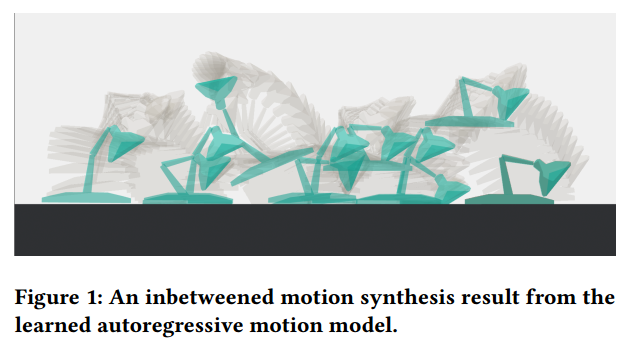 Figure 1: An inbetweened motion synthesis result from the
learned autoregressive motion model.